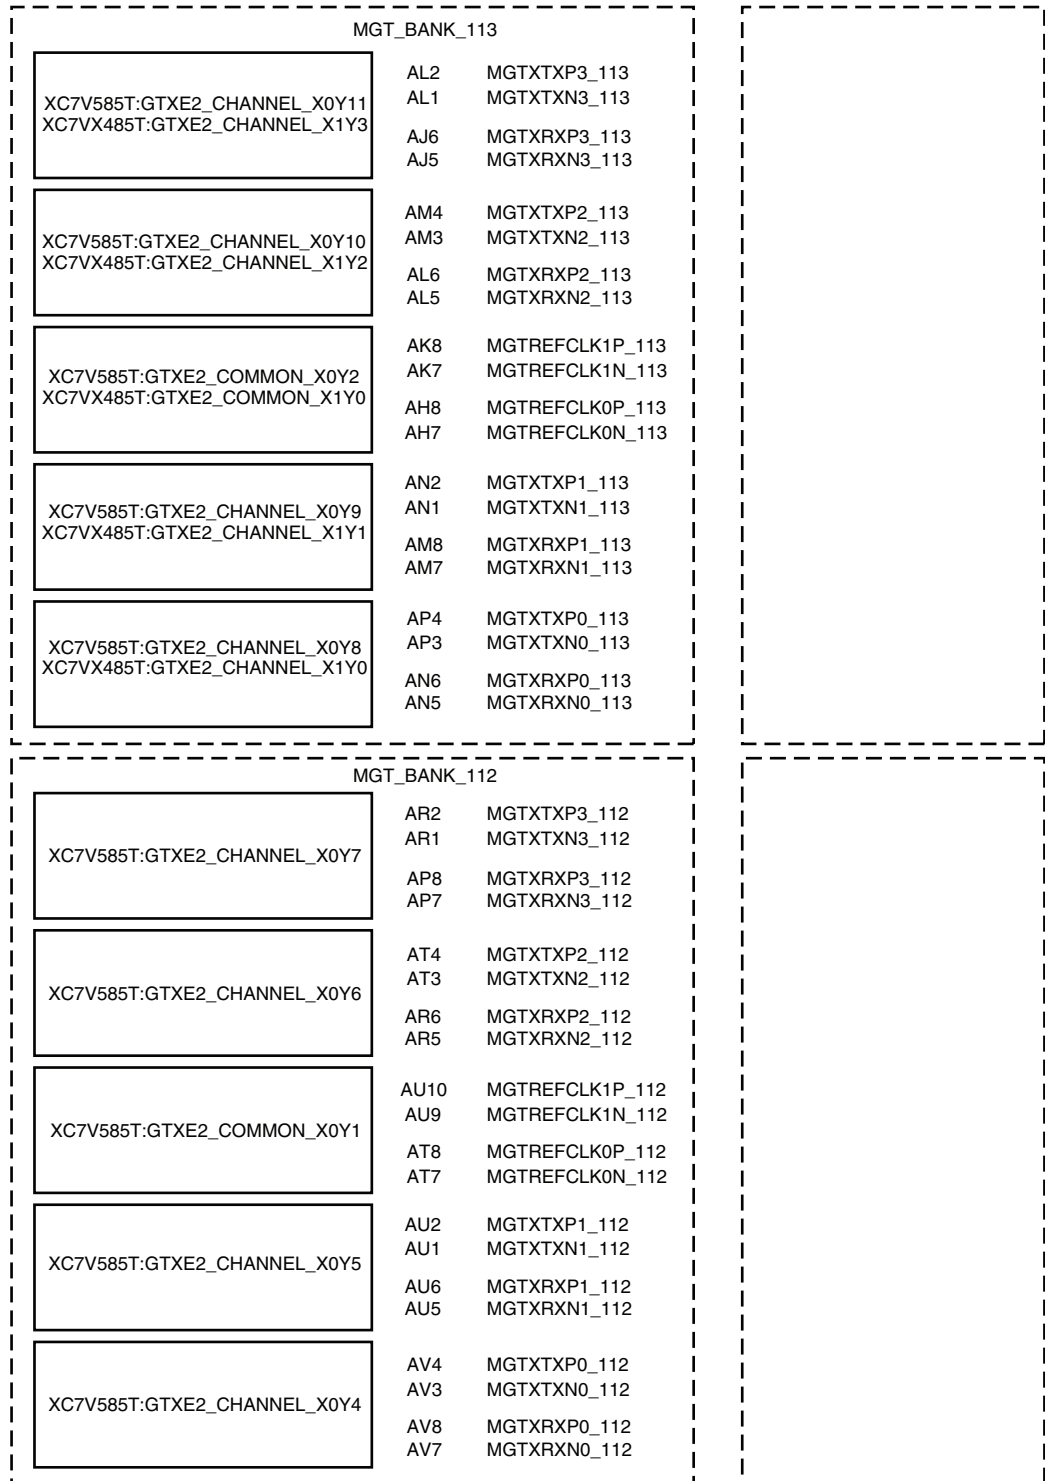 MGT_BANK_113
XC7V585T:GTXE2_CHANNEL_X0Y11
XC7VX485T:GTXE2_CHANNEL_X1Y3
AL2 MGTXTXP3_113
AL1 MGTXTXN3_113
AJ6 MGTXRXP3_113
AJ5 MGTXRXN3_113
XC7V585T:GTXE2_CHANNEL_X0Y10
XC7VX485T:GTXE2_CHANNEL_X1Y2
AM4 MGTXTXP2_113
AM3 MGTXTXN2_113
AL6 MGTXRXP2_113
AL5 MGTXRXN2_113
XC7V585T:GTXE2_COMMON_X0Y2
XC7VX485T:GTXE2_COMMON_X1Y0
AK8 MGTREFCLK1P_113
AK7 MGTREFCLK1N_113
AH8 MGTREFCLK0P_113
AH7 MGTREFCLK0N_113
XC7V585T:GTXE2_CHANNEL_X0Y9
XC7VX485T:GTXE2_CHANNEL_X1Y1
AN2 MGTXTXP1_113
AN1 MGTXTXN1_113
AM8 MGTXRXP1_113
AM7 MGTXRXN1_113
XC7V585T:GTXE2_CHANNEL_X0Y8
XC7VX485T:GTXE2_CHANNEL_X1Y0
AP4 MGTXTXP0_113
AP3 MGTXTXN0_113
AN6 MGTXRXP0_113
AN5 MGTXRXN0_113
MGT_BANK_112
XC7V585T:GTXE2_CHANNEL_X0Y7
AR2 MGTXTXP3_112
AR1 MGTXTXN3_112
AP8 MGTXRXP3_112
AP7 MGTXRXN3_112
XC7V585T:GTXE2_CHANNEL_X0Y6
AT4 MGTXTXP2_112
AT3 MGTXTXN2_112
AR6 MGTXRXP2_112
AR5 MGTXRXN2_112
XC7V585T:GTXE2_COMMON_X0Y1
AU10 MGTREFCLK1P_112
AU9 MGTREFCLK1N_112
AT8 MGTREFCLK0P_112
AT7 MGTREFCLK0N_112
XC7V585T:GTXE2_CHANNEL_X0Y5
AU2 MGTXTXP1_112
AU1 MGTXTXN1_112
AU6 MGTXRXP1_112
AU5 MGTXRXN1_112
XC7V585T:GTXE2_CHANNEL_X0Y4
AV4 MGTXTXP0_112
AV3 MGTXTXN0_112
AV8 MGTXRXP0_112
AV7 MGTXRXN0_112